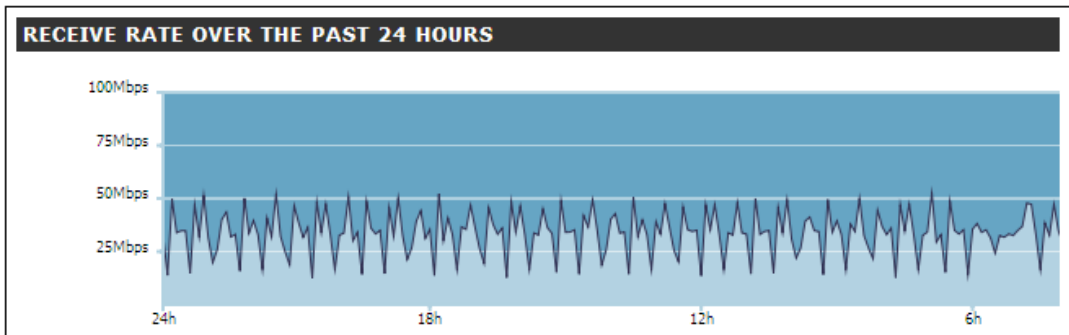 RECEIVE RATE OVER THE PAST 24 HOURS
100Mbps
75Mbps
50Mbps
25Mbps
24h 18h 12h 6h